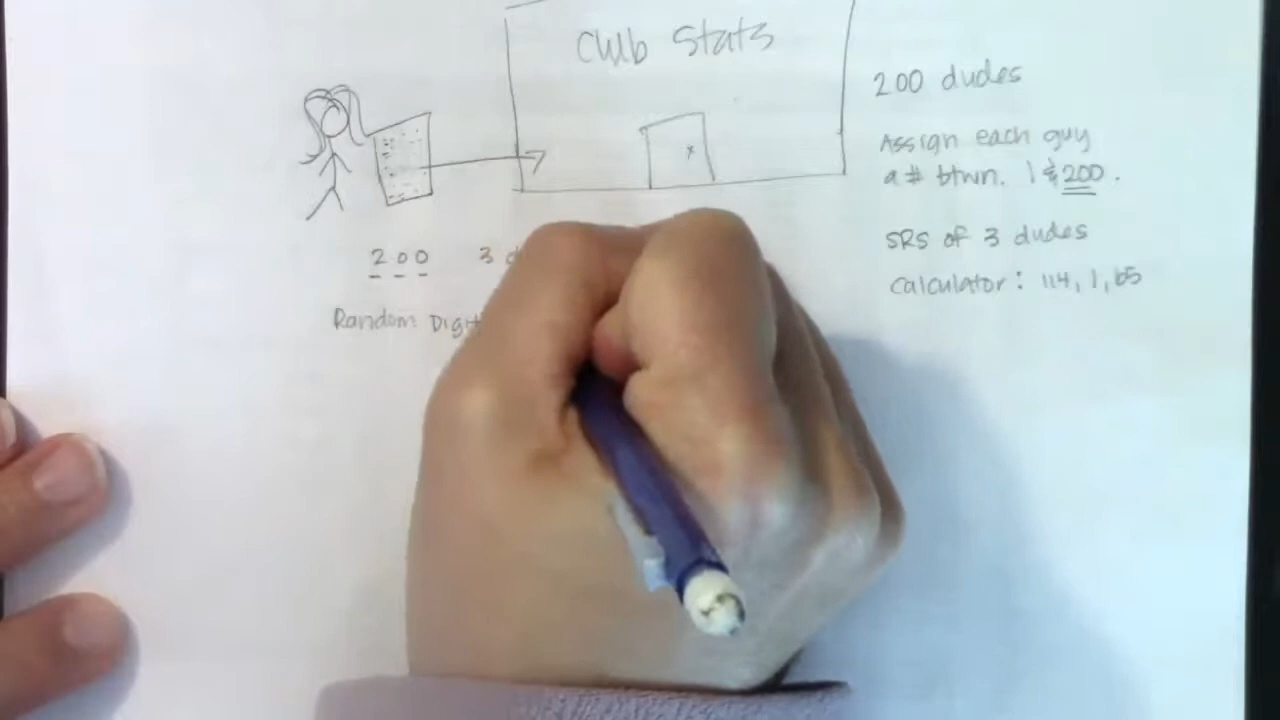 Club Stats
200 dudes
Assign each guy
a # btwn. 1 & 200.
SRS of 3 dudes
Calculator: 114, 1, 65
200 3
Random Digit